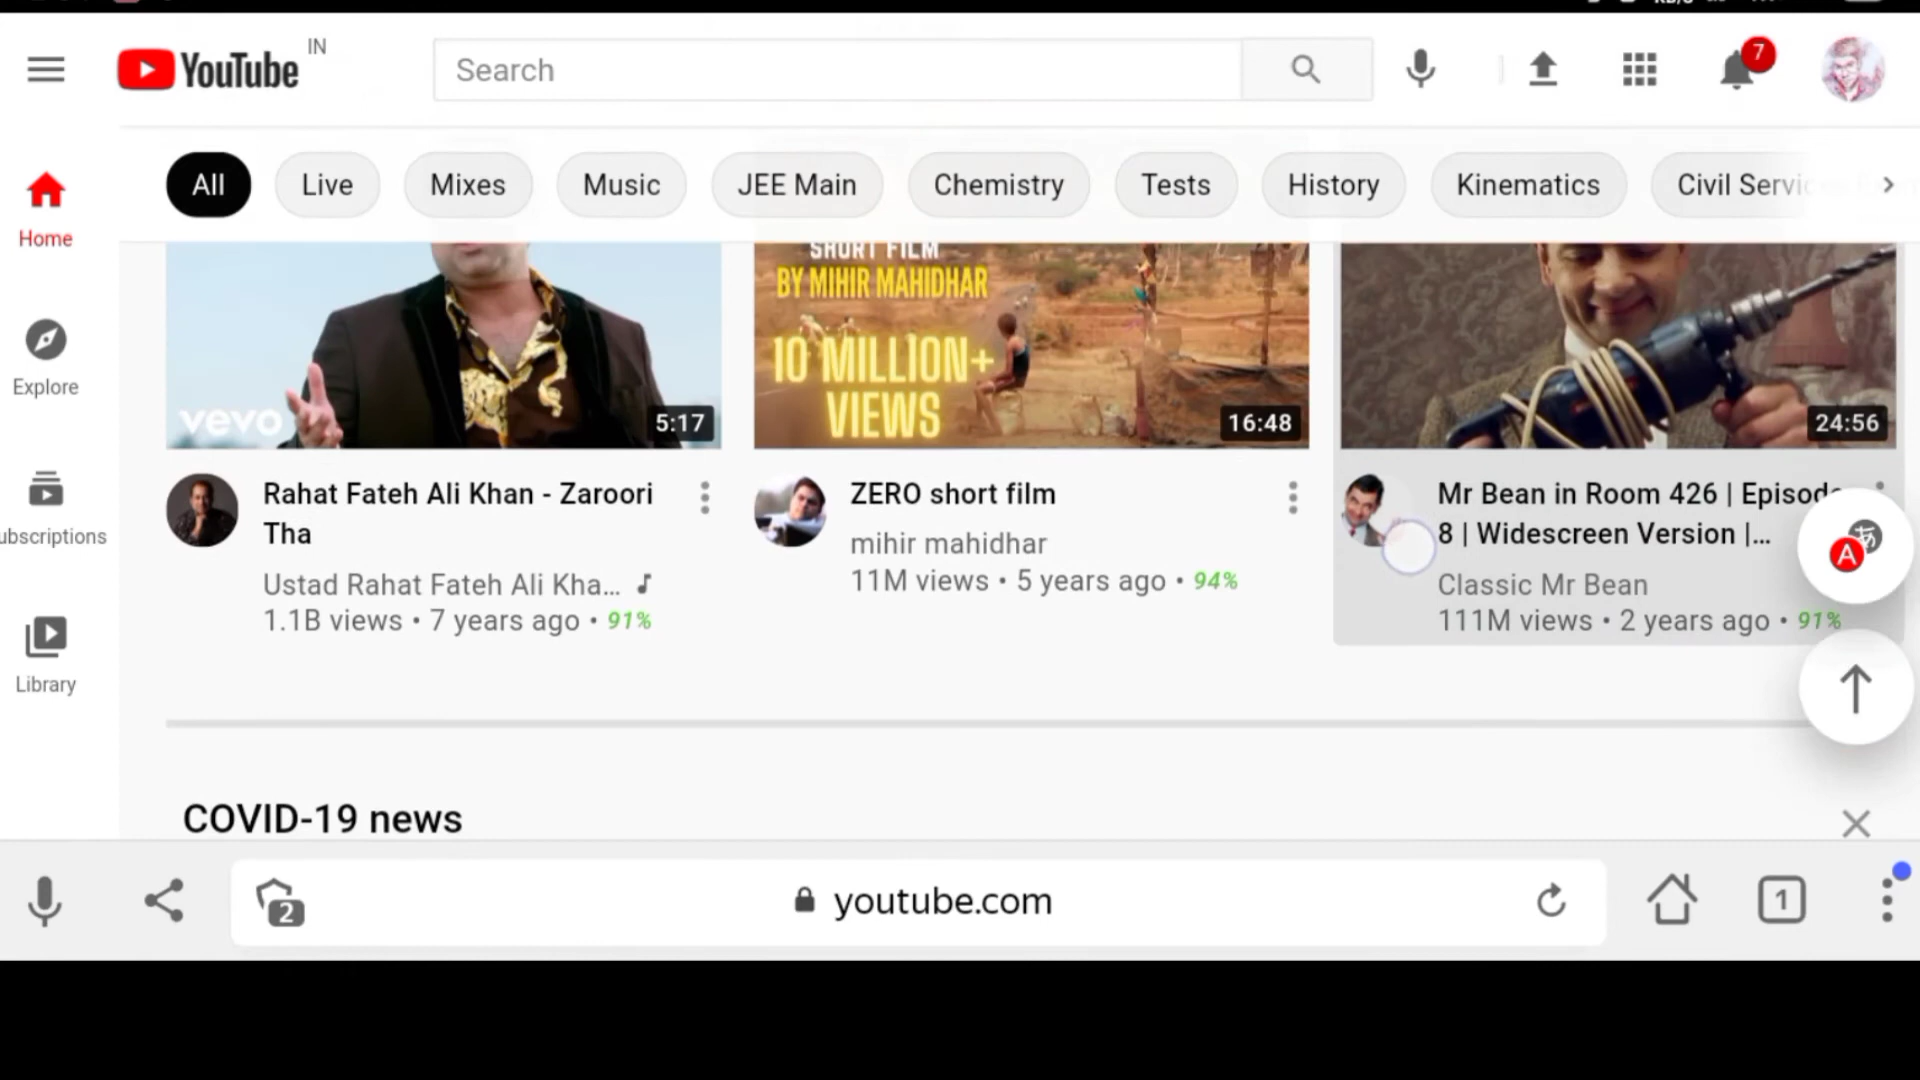 IN
YouTube
Search
7
All
Live
Mixes
Music
JEE Main
Chemistry
Tests
History
Kinematics
Civil Servic
Home
Explore
ubscriptions
Library
vevo
5:17
SHORT FILM
BY MIHIR MAHIDHAR
10 MILLION+
VIEWS
16:48
24:56
Rahat Fateh Ali Khan - Zaroori
Tha
Ustad Rahat Fateh Ali Kha...
1.1B views • 7 years ago • 91%
ZERO short film
mihir mahidhar
11M views • 5 years ago • 94%
Mr Bean in Room 426 | Episode
8 | Widescreen Version |...
Classic Mr Bean
111M views • 2 years ago • 91%
A あ
COVID-19 news
2
youtube.com
1